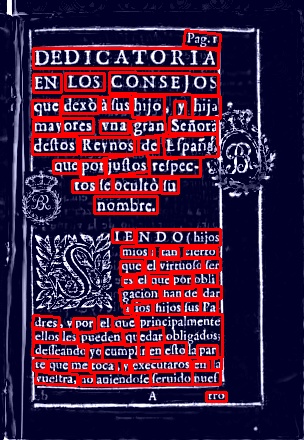 Pag. 1
DEDICATORIA
EN LOS CONSEJOS
que dexò à sus hijo, y hija
mayores vna gran Señora
destos Reynos de España,
que por justos respec-
tos se ocultò su
nombre.
SIENDO (hijos
mios) tan cierto
que el virtuoso ser
es el que por obli
gacion han de dar
los hijos sus Pa
dres, y por el que principalmente
ellos les pueden quedar obligados;
desseando yo cumplir en esto la par
te que me toca, y executaros en la
vuestra, no auiendose seruido nues
A
tro